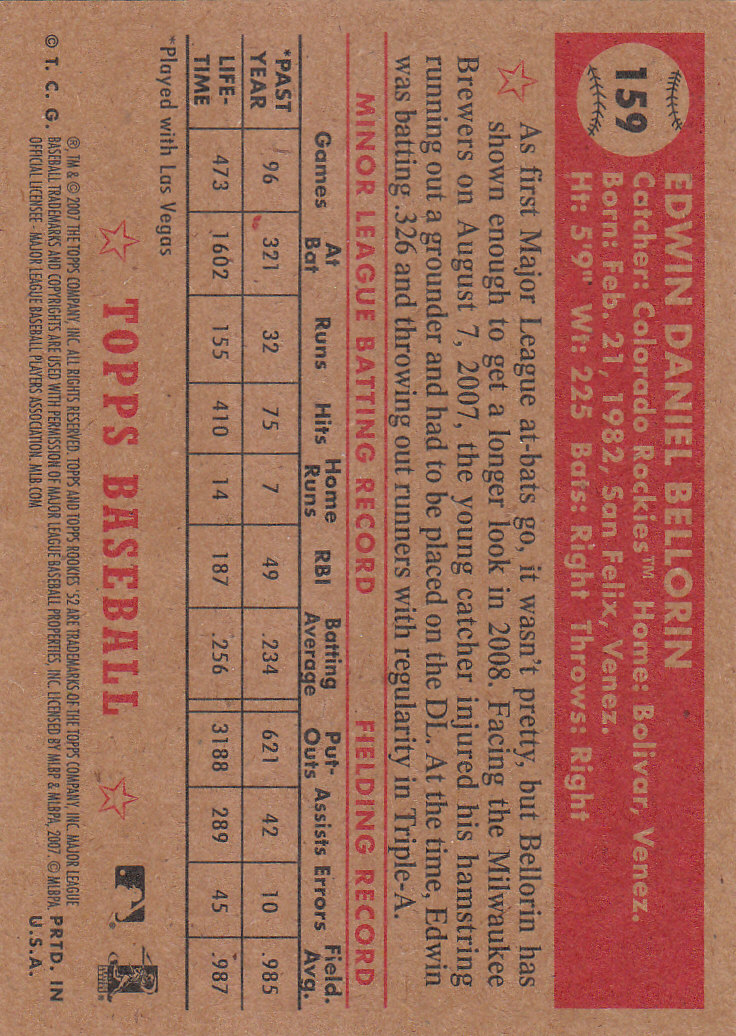 159
EDWIN DANIEL BELLORIN
Catcher: Colorado Rockies™ Home: Bolivar, Venez.
Born: Feb. 21, 1982, San Felix, Venez.
Ht: 5'9" Wt: 225 Bats: Right Throws: Right
As first Major League at-bats go, it wasn't pretty, but Bellorin has
shown enough to get a longer look in 2008. Facing the Milwaukee
Brewers on August 7, 2007, the young catcher injured his hamstring
running out a grounder and had to be placed on the DL. At the time, Edwin
was batting .326 and throwing out runners with regularity in Triple-A.
MINOR LEAGUE BATTING RECORD FIELDING RECORD
Games At Bat Runs Hits Home Runs RBI Batting Average Put-Outs Assists Errors Field. Avg.
*PAST YEAR 96 321 32 75 7 49 .234 621 42 10 .985
LIFE-TIME 473 1602 155 410 14 187 .256 3188 289 45 .987
*Played with Las Vegas
TOPPS BASEBALL
®, TM & © 2007 THE TOPPS COMPANY, INC. ALL RIGHTS RESERVED. TOPPS AND TOPPS ROOKIES '52 ARE TRADEMARKS OF THE TOPPS COMPANY, INC. MAJOR LEAGUE
© T. C. G. BASEBALL TRADEMARKS AND COPYRIGHTS ARE USED WITH PERMISSION OF MAJOR LEAGUE BASEBALL PROPERTIES, INC. LICENSED BY MLBP & MLBPA, 2007. © MLBPA PRTD. IN
OFFICIAL LICENSEE - MAJOR LEAGUE BASEBALL PLAYERS ASSOCIATION. MLB.COM U.S.A.